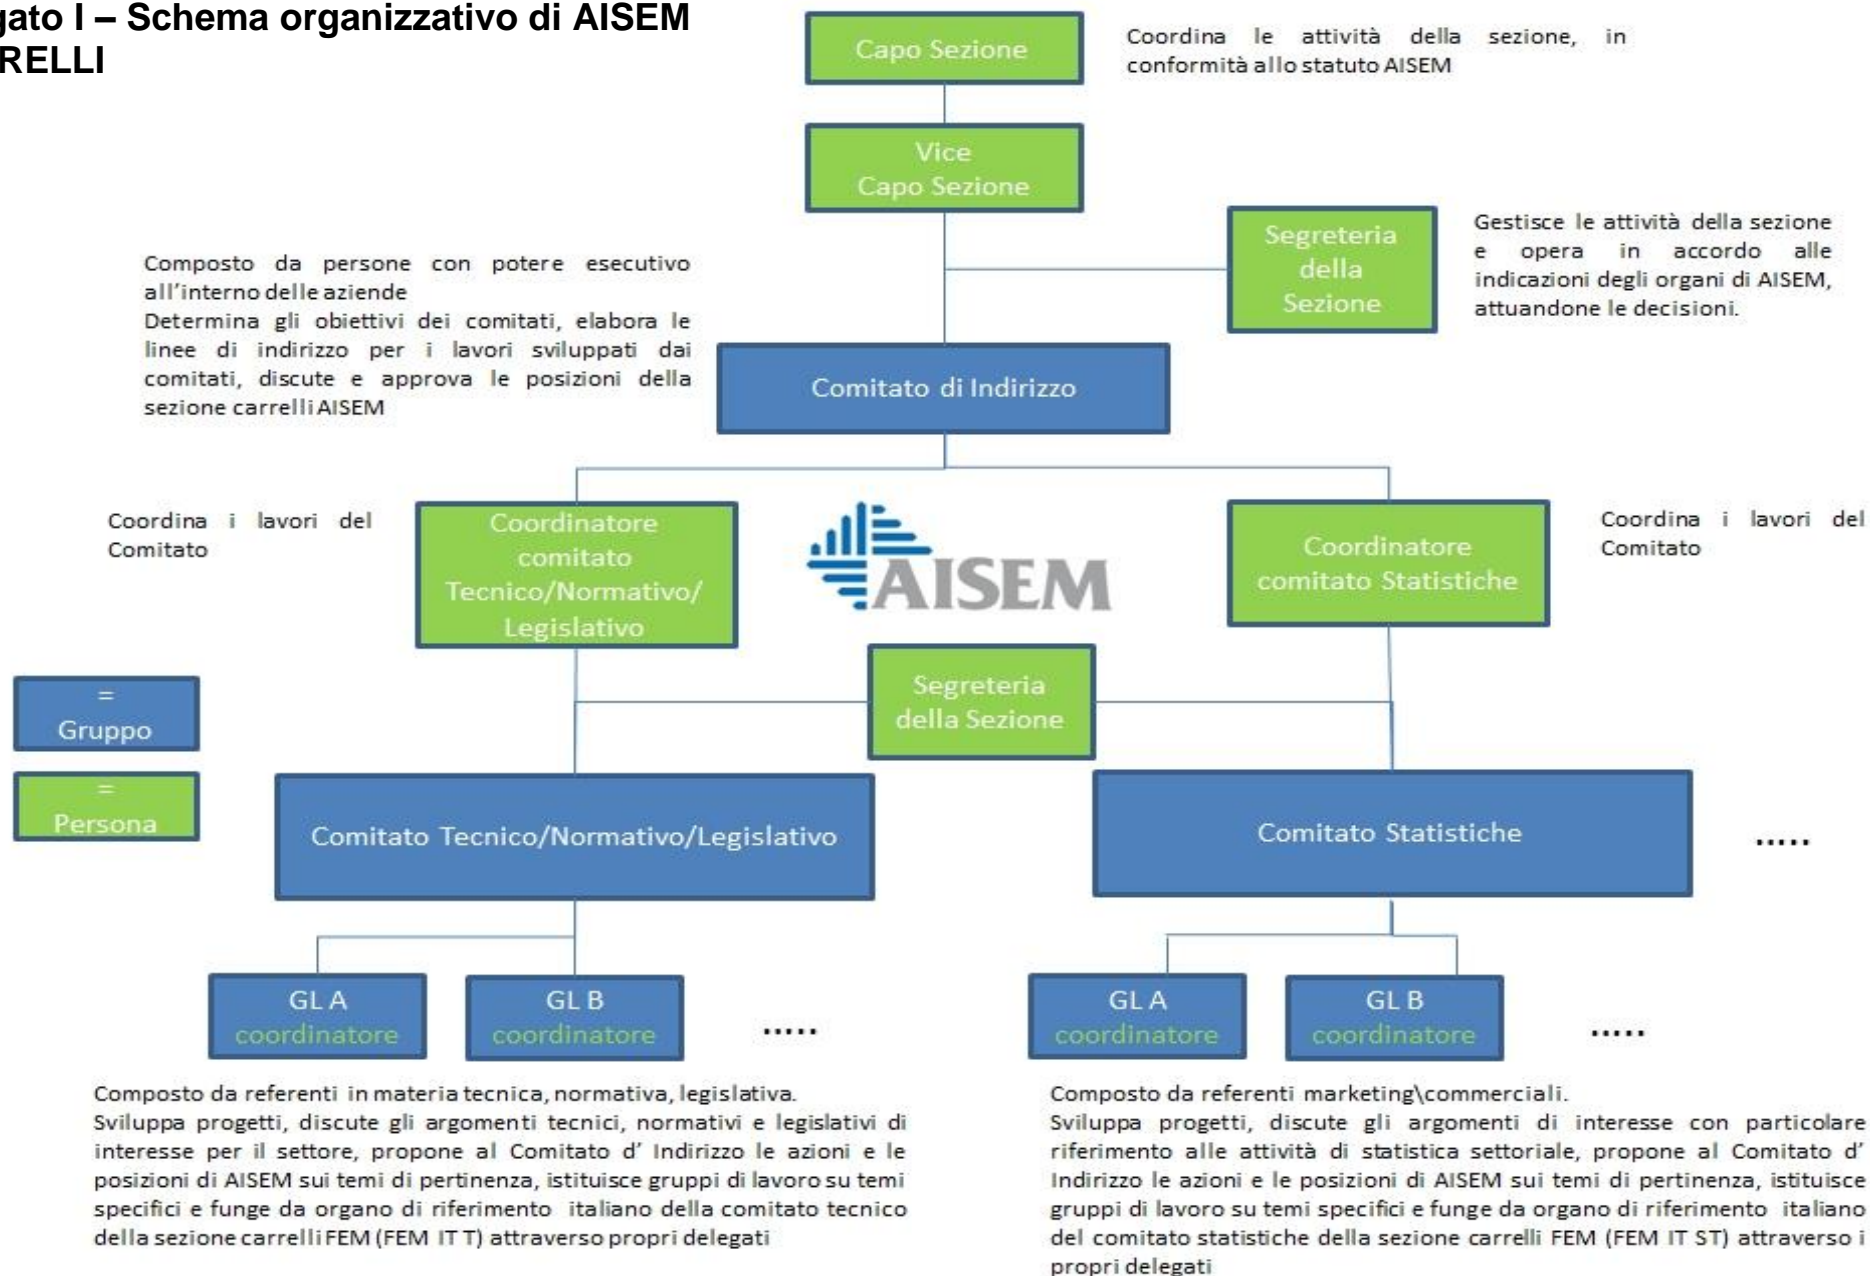 gato I – Schema organizzativo di AISEM
RRELLI
Capo Sezione
Coordina le attività della sezione, in
conformità allo statuto AISEM
Vice
Capo Sezione
Segreteria
della
Sezione
Gestisce le attività della sezione
e opera in accordo alle
indicazioni degli organi di AISEM,
attuandone le decisioni.
Composto da persone con potere esecutivo
all'interno delle aziende
Determina gli obiettivi dei comitati, elabora le
linee di indirizzo per i lavori sviluppati dai
comitati, discute e approva le posizioni della
sezione carrelli AISEM
Comitato di Indirizzo
Coordina i lavori del
Comitato
Coordinatore
comitato
Tecnico/Normativo/
Legislativo
AISEM
Coordinatore
comitato Statistiche
Coordina i lavori del
Comitato
Segreteria
della Sezione
=
Gruppo
=
Persona
Comitato Tecnico/Normativo/Legislativo
Comitato Statistiche
.....
GL A
coordinatore
GL B
coordinatore
.....
GL A
coordinatore
GL B
coordinatore
.....
Composto da referenti in materia tecnica, normativa, legislativa.
Sviluppa progetti, discute gli argomenti tecnici, normativi e legislativi di
interesse per il settore, propone al Comitato d' Indirizzo le azioni e le
posizioni di AISEM sui temi di pertinenza, istituisce gruppi di lavoro su temi
specifici e funge da organo di riferimento italiano della comitato tecnico
della sezione carrelli FEM (FEM IT T) attraverso propri delegati
Composto da referenti marketing\commerciali.
Sviluppa progetti, discute gli argomenti di interesse con particolare
riferimento alle attività di statistica settoriale, propone al Comitato d'
Indirizzo le azioni e le posizioni di AISEM sui temi di pertinenza, istituisce
gruppi di lavoro su temi specifici e funge da organo di riferimento italiano
del comitato statistiche della sezione carrelli FEM (FEM IT ST) attraverso i
propri delegati